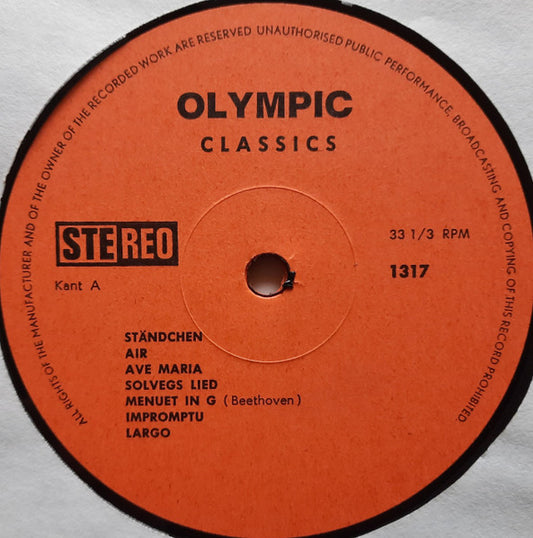 ALL RIGHTS OF THE MANUFACTURER AND OF THE OWNER OF THE RECORDED WORK ARE RESERVED UNAUTHORISED PUBLIC PERFORMANCE, BROADCASTING AND COPYING OF THIS RECORD PROHIBITED.
OLYMPIC
CLASSICS
STEREO
33 1/3 RPM
Kant A
1317
STÄNDCHEN
AIR
AVE MARIA
SOLVEGS LIED
MENUET IN G (Beethoven)
IMPROMPTU
LARGO